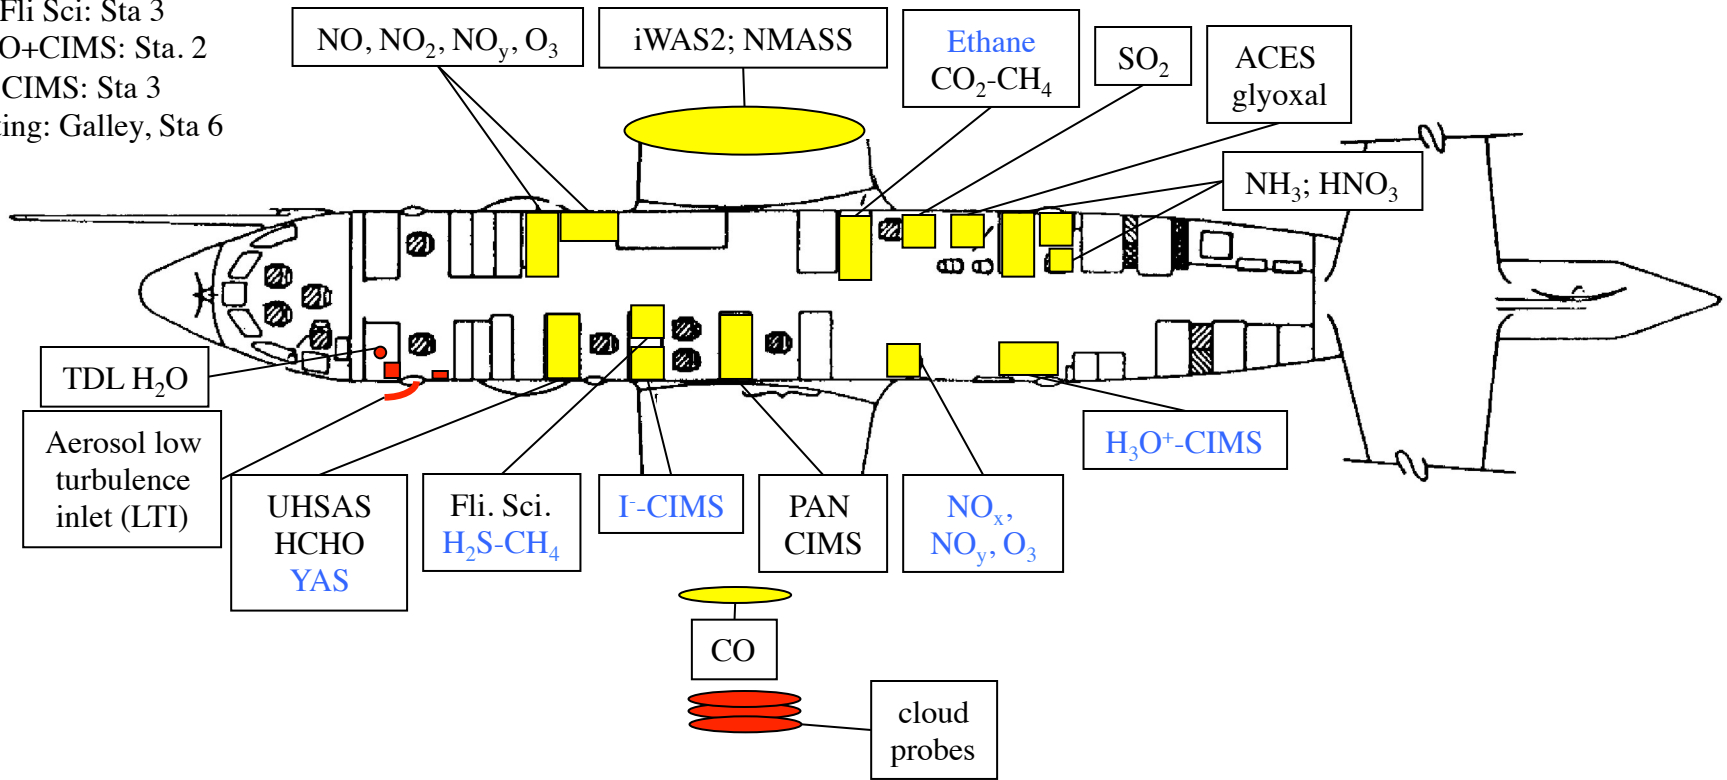 Fli Sci: Sta 3
O+CIMS: Sta. 2
CIMS: Sta 3
ting: Galley, Sta 6
NO, NO₂, NOy, O₃
iWAS2; NMASS
Ethane
CO₂-CH₄
SO₂
ACES
glyoxal
NH₃; HNO₃
TDL H₂O
Aerosol low
turbulence
inlet (LTI)
UHSAS
HCHO
YAS
Fli. Sci.
H₂S-CH₄
I⁻-CIMS
PAN
CIMS
NOₓ,
NOy, O₃
H₃O⁺-CIMS
CO
cloud
probes